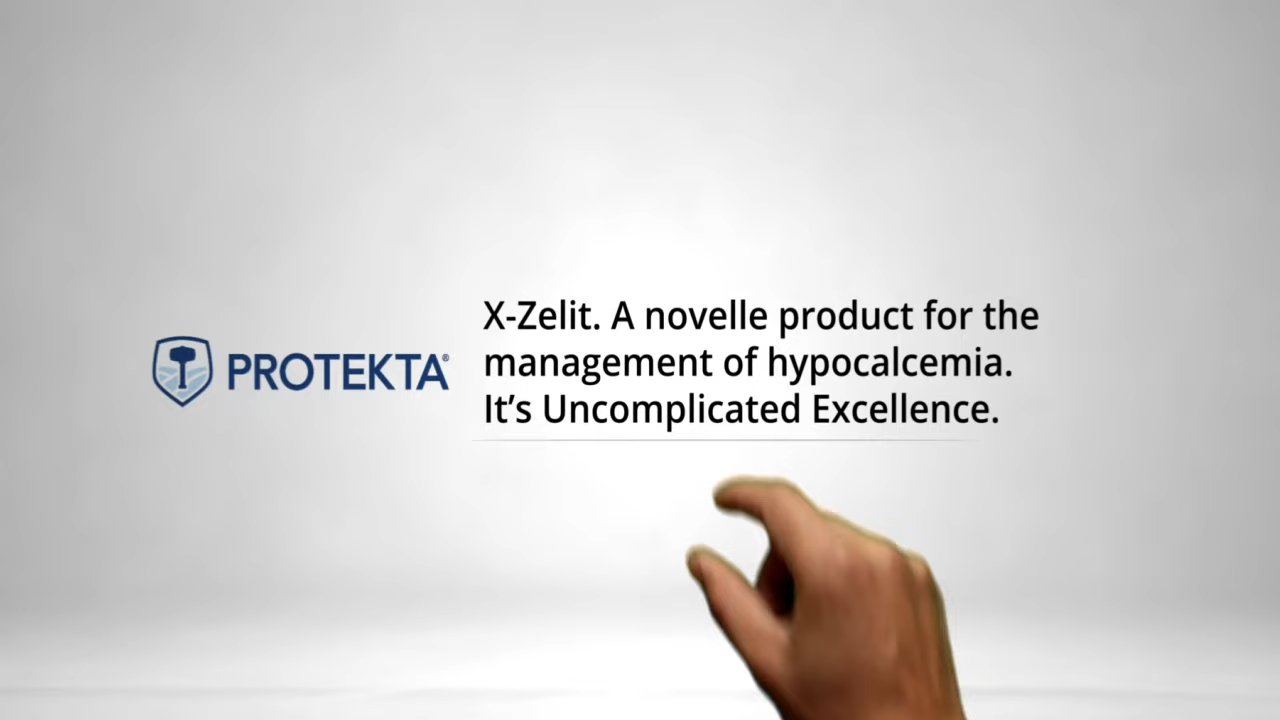 PROTEKTA®
X-Zelit. A novelle product for the
management of hypocalcemia.
It’s Uncomplicated Excellence.